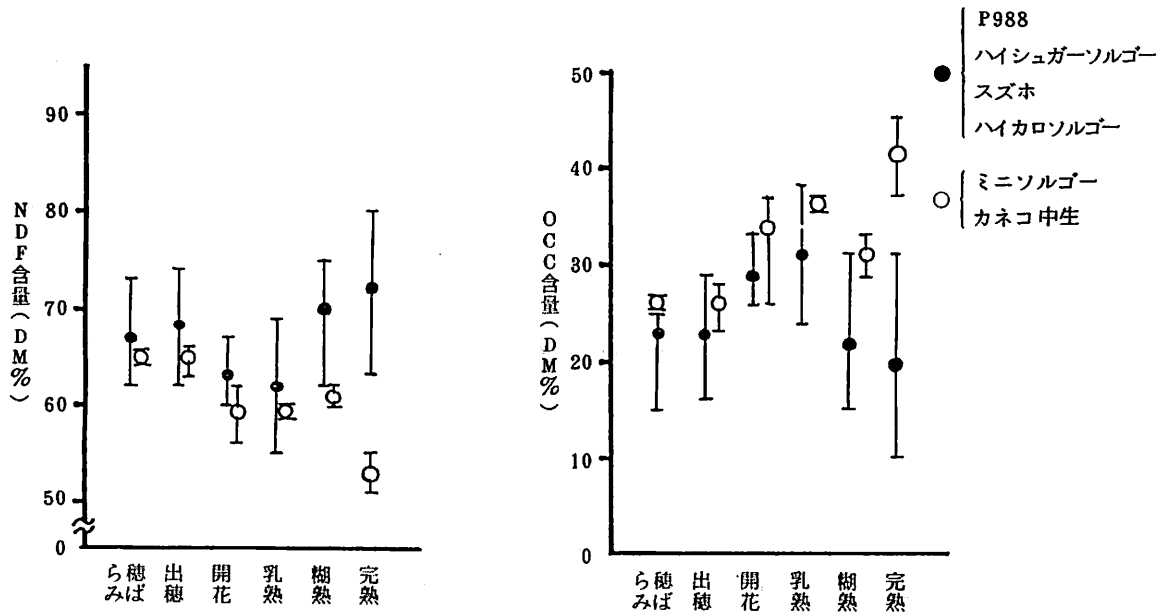 90
80
70
60
50
0
NDF含量(DM%)
穂ばらみ
出穂
開花
乳熟
糊熟
完熟
50
40
30
20
10
0
OCC含量(DM%)
穂ばらみ
出穂
開花
乳熟
糊熟
完熟
P988
ハイシュガーソルゴー
スズホ
ハイカロソルゴー
ミニソルゴー
カネコ中生